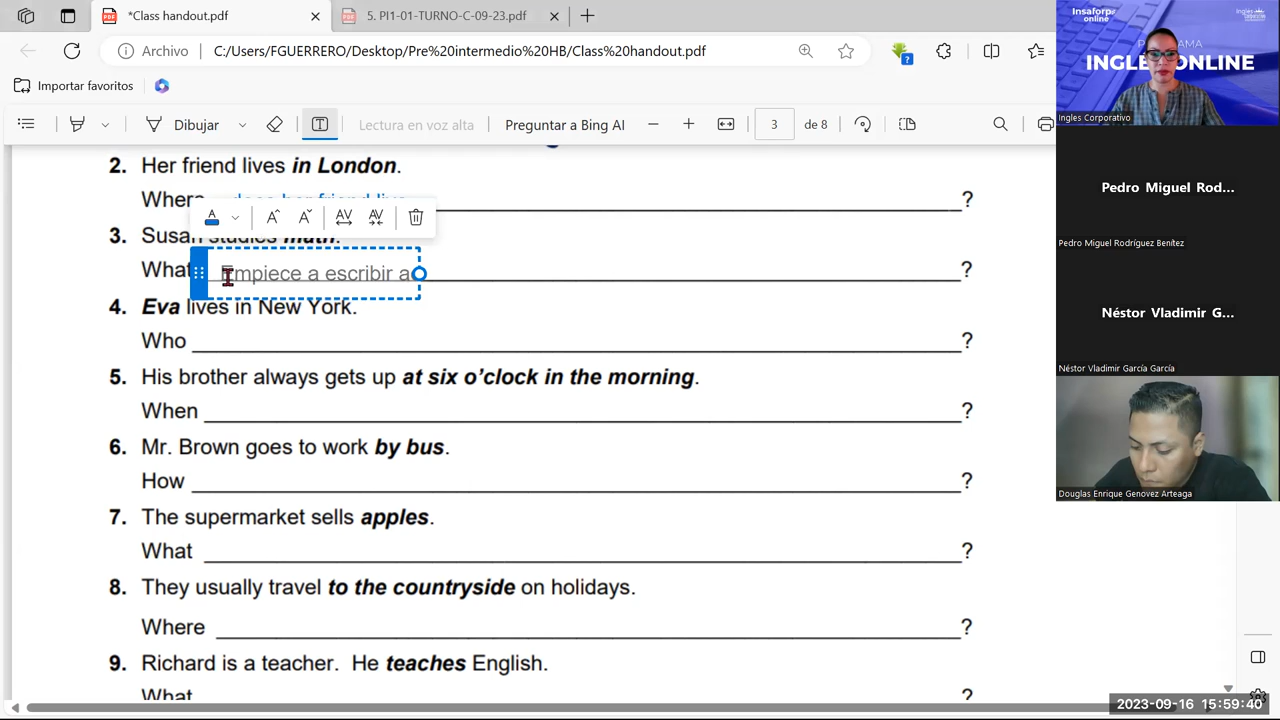 *Class handout.pdf
5. PI1-01-TURNO-C-09-23.pdf
Archivo
C:/Users/FGUERRERO/Desktop/Pre%20intermedio%20HB/Class%20handout.pdf
Importar favoritos
Dibujar
Lectura en voz alta
Preguntar a Bing AI
3
de 8
2. Her friend lives in London.
Where does her friend live ?
3. Susan studies math.
What Empiece a escribir a ?
4. Eva lives in New York.
Who ?
5. His brother always gets up at six o'clock in the morning.
When ?
6. Mr. Brown goes to work by bus.
How ?
7. The supermarket sells apples.
What ?
8. They usually travel to the countryside on holidays.
Where ?
9. Richard is a teacher. He teaches English.
What ?
Insaforp
online
Inglés
INGLE ONLINE
Ingles Corporativo
Pedro Miguel Rod...
Pedro Miguel Rodríguez Benítez
Néstor Vladimir G...
Néstor Vladimir García García
Douglas Enrique Genovez Arteaga
2023-09-16 15:59:40